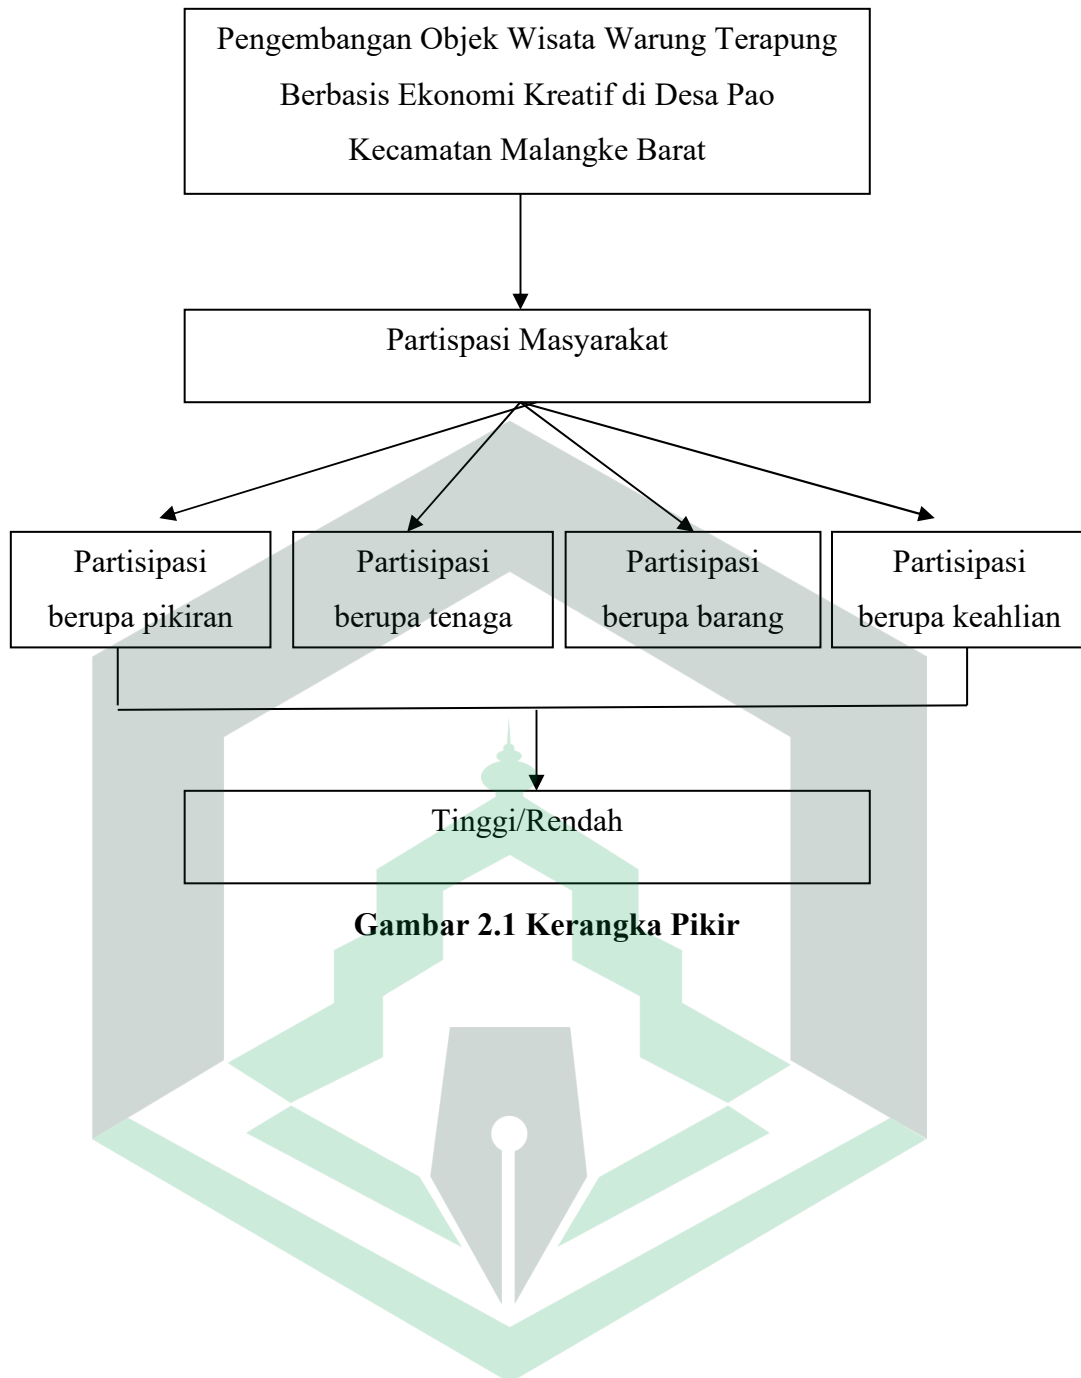 Pengembangan Objek Wisata Warung Terapung
Berbasis Ekonomi Kreatif di Desa Pao
Kecamatan Malangke Barat
Partispasi Masyarakat
Partisipasi
berupa pikiran
Partisipasi
berupa tenaga
Partisipasi
berupa barang
Partisipasi
berupa keahlian
Tinggi/Rendah
Gambar 2.1 Kerangka Pikir